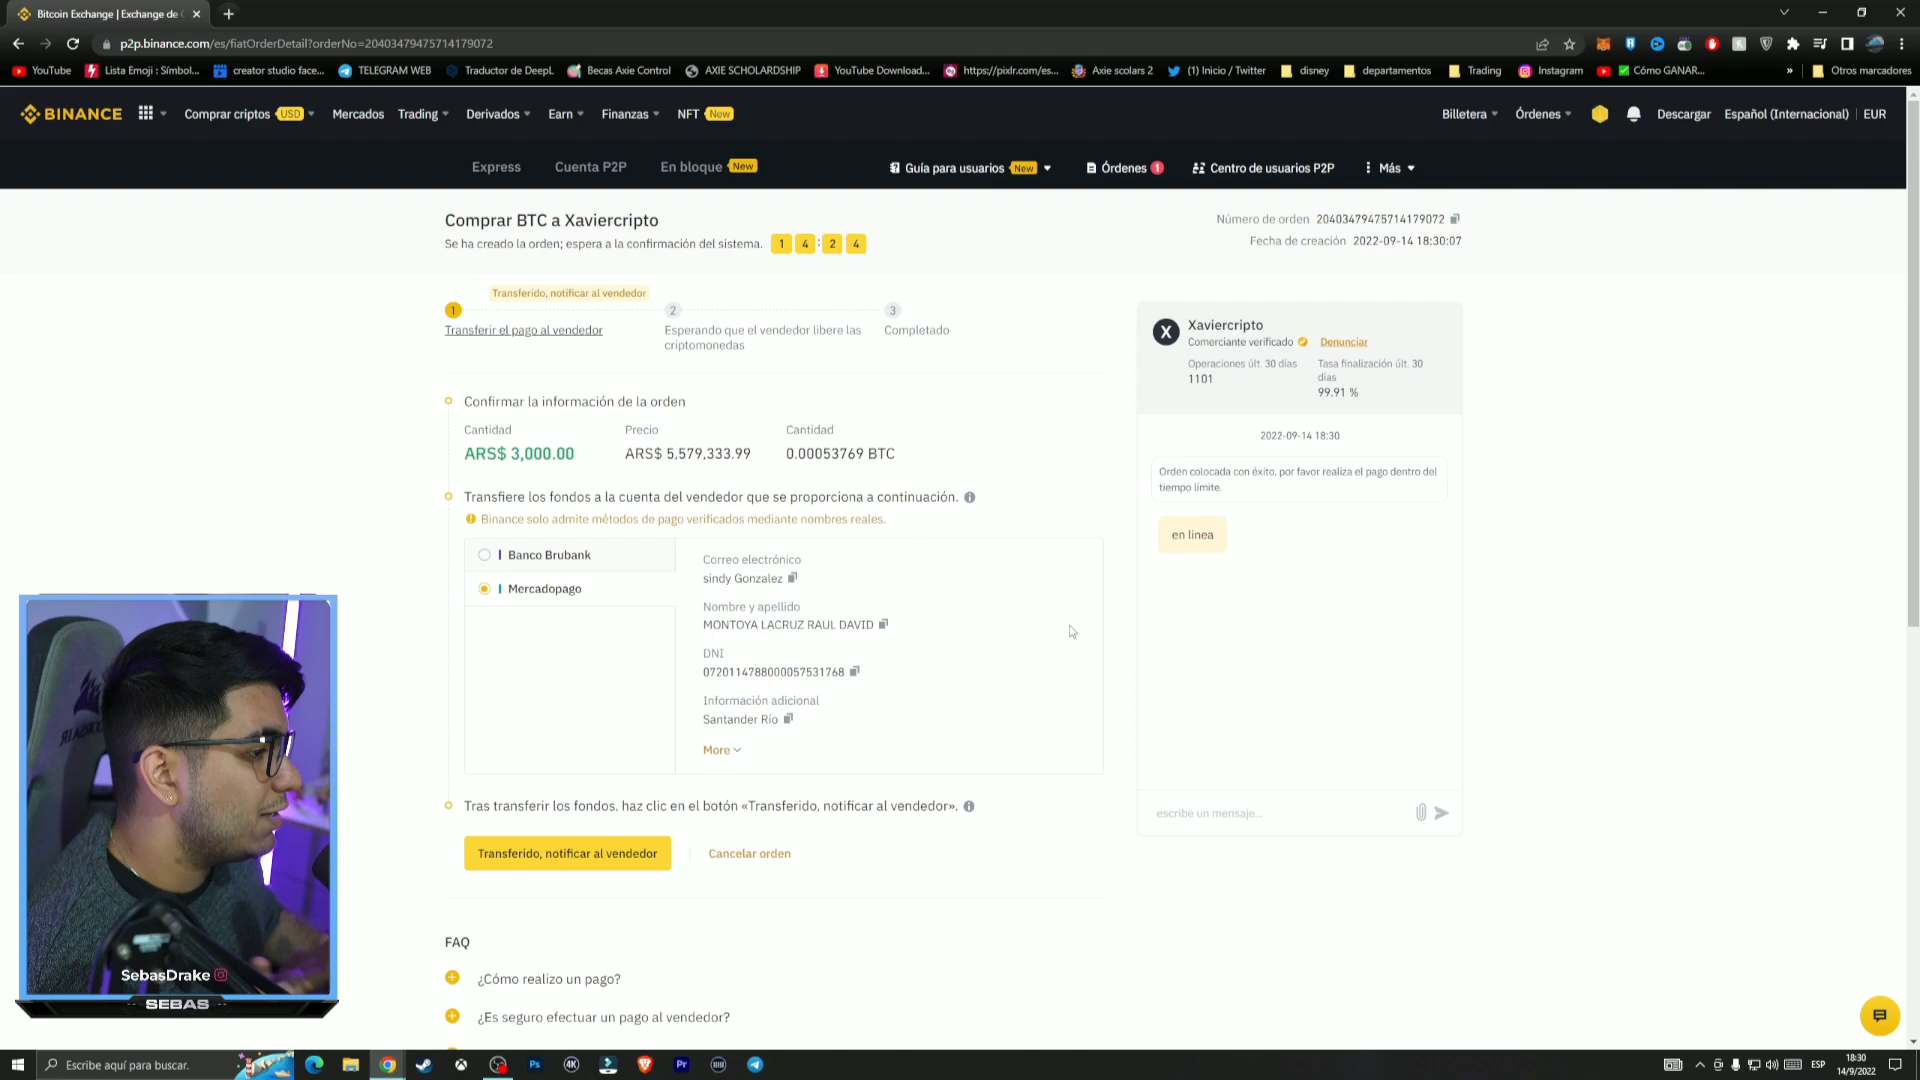 Bitcoin Exchange | Exchange de
p2p.binance.com/es/fiatOrderDetail?orderNo=20403479475714179072
YouTube
Lista Emoji : Símbol...
creator studio face...
TELEGRAM WEB
Traductor de DeepL
Becas Axie Control
AXIE SCHOLARDSHIP
YouTube Download...
https://pixlr.com/es...
Axie scolars 2
(1) Inicio / Twitter
disney
departamentos
Trading
Instagram
Cómo GANAR...
»
Otros marcadores
BINANCE
Comprar criptos USD
Mercados
Trading
Derivados
Earn
Finanzas
NFT New
Billetera
Órdenes
Descargar
Español (Internacional)
EUR
Express
Cuenta P2P
En bloque New
Guía para usuarios New
Órdenes 1
Centro de usuarios P2P
Más
Comprar BTC a Xaviercripto
Se ha creado la orden; espera a la confirmación del sistema. 1 4 : 2 4
Número de orden 20403479475714179072
Fecha de creación 2022-09-14 18:30:07
Transferido, notificar al vendedor
1
2
3
Transferir el pago al vendedor
Esperando que el vendedor libere las
criptomonedas
Completado
Confirmar la información de la orden
Cantidad
Precio
Cantidad
ARS$ 3,000.00
ARS$ 5,579,333.99
0.00053769 BTC
Transfiere los fondos a la cuenta del vendedor que se proporciona a continuación.
Binance solo admite métodos de pago verificados mediante nombres reales.
Banco Brubank
Mercadopago
Correo electrónico
sindy Gonzalez
Nombre y apellido
MONTOYA LACRUZ RAUL DAVID
DNI
0720114788000057531768
Información adicional
Santander Río
More
Tras transferir los fondos, haz clic en el botón «Transferido, notificar al vendedor».
Transferido, notificar al vendedor
Cancelar orden
X
Xaviercripto
Comerciante verificado
Denunciar
Operaciones últ. 30 días
1101
Tasa finalización últ. 30
días
99.91 %
2022-09-14 18:30
Orden colocada con éxito, por favor realiza el pago dentro del
tiempo límite.
en linea
escribe un mensaje...
FAQ
¿Cómo realizo un pago?
¿Es seguro efectuar un pago al vendedor?
SebasDrake
SEBAS
Escribe aquí para buscar.
Ps
4K
Pr
ESP
18:30
14/9/2022